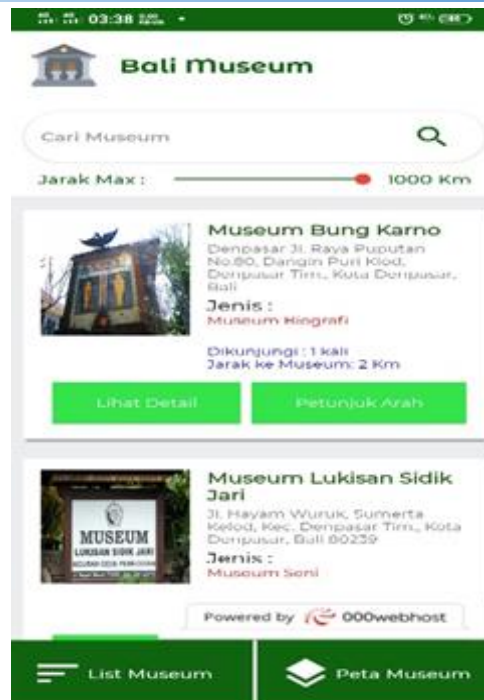 03:38
Bali Museum
Cari Museum
Jarak Max : 1000 Km
Museum Bung Karno
Denpasar Jl. Raya Puputan
No.80, Dangin Puri Klod,
Denpasar Tim., Kota Denpasar,
Bali
Jenis :
Museum Biografi
Dikunjungi : 1 kali
Jarak ke Museum: 2 Km
Lihat Detail
Petunjuk Arah
MUSEUM
LUKISAN SIDIK JARI
Museum Lukisan Sidik
Jari
Jl. Hayam Wuruk, Sumerta
Kelod, Kec. Denpasar Tim., Kota
Denpasar, Bali 80239
Jenis :
Museum Seni
Powered by 000webhost
List Museum
Peta Museum